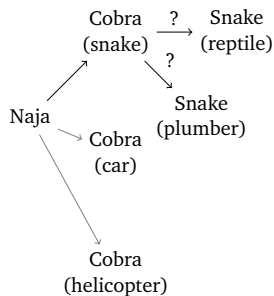 Cobra
(snake)
?
Snake
(reptile)
?
Snake
(plumber)
Naja
Cobra
(car)
Cobra
(helicopter)